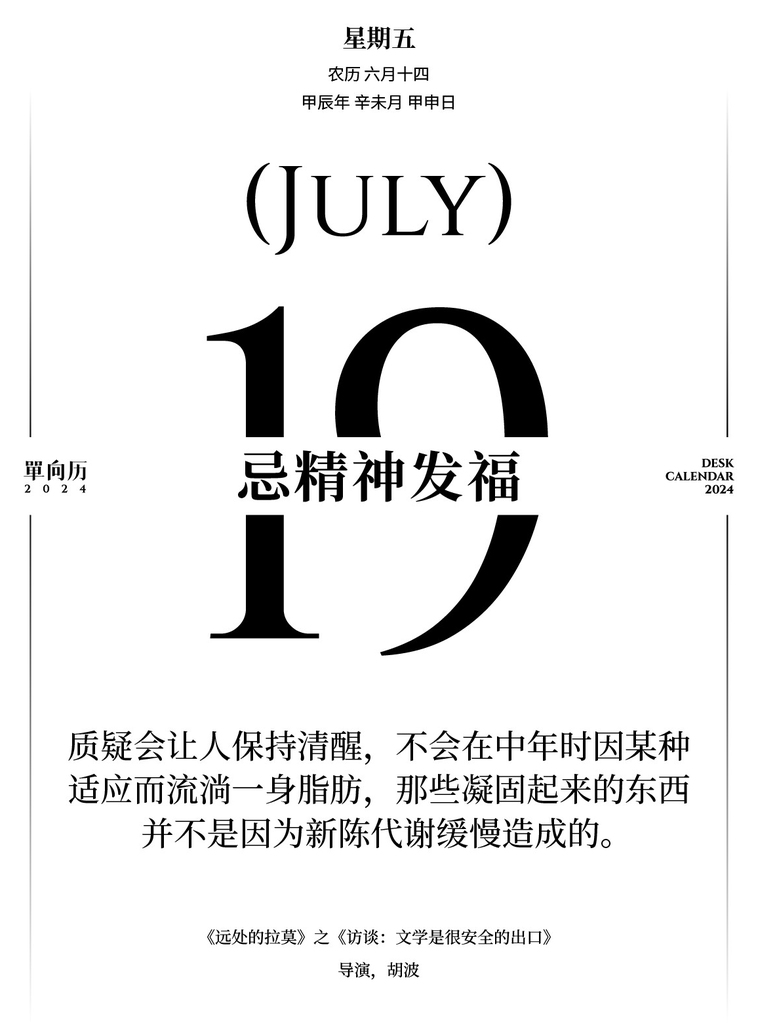 星期五
农历 六月十四
甲辰年 辛未月 甲申日
(JULY)
19
忌精神发福
單向历
2024
DESK
CALENDAR
2024
质疑会让人保持清醒，不会在中年时因某种
适应而流淌一身脂肪，那些凝固起来的东西
并不是因为新陈代谢缓慢造成的。
《远处的拉莫》之《访谈：文学是很安全的出口》
导演，胡波